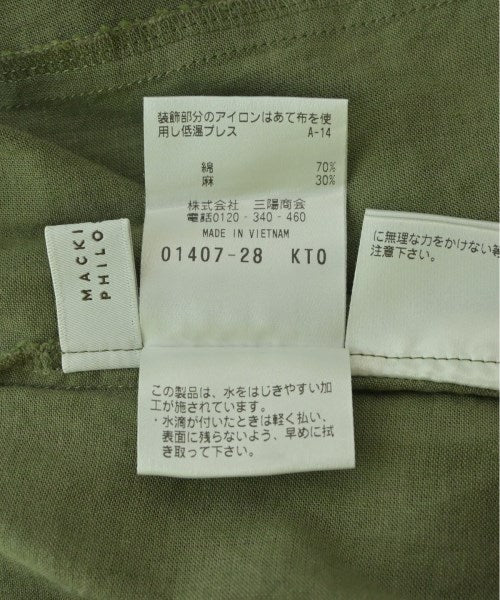 装飾部分のアイロンはあて布を使
用し低温プレス A-14
綿 70%
麻 30%
株式会社 三陽商会
電話0120-340-460
MADE IN VIETNAM
01407-28 KT0
MACKI
PHILO
に無理な力をかけない
注意下さい。
この製品は、水をはじきやすい加
工が施されています。
・水滴が付いたときは軽く払い、
表面に残らないよう、早めに拭
き取って下さい。